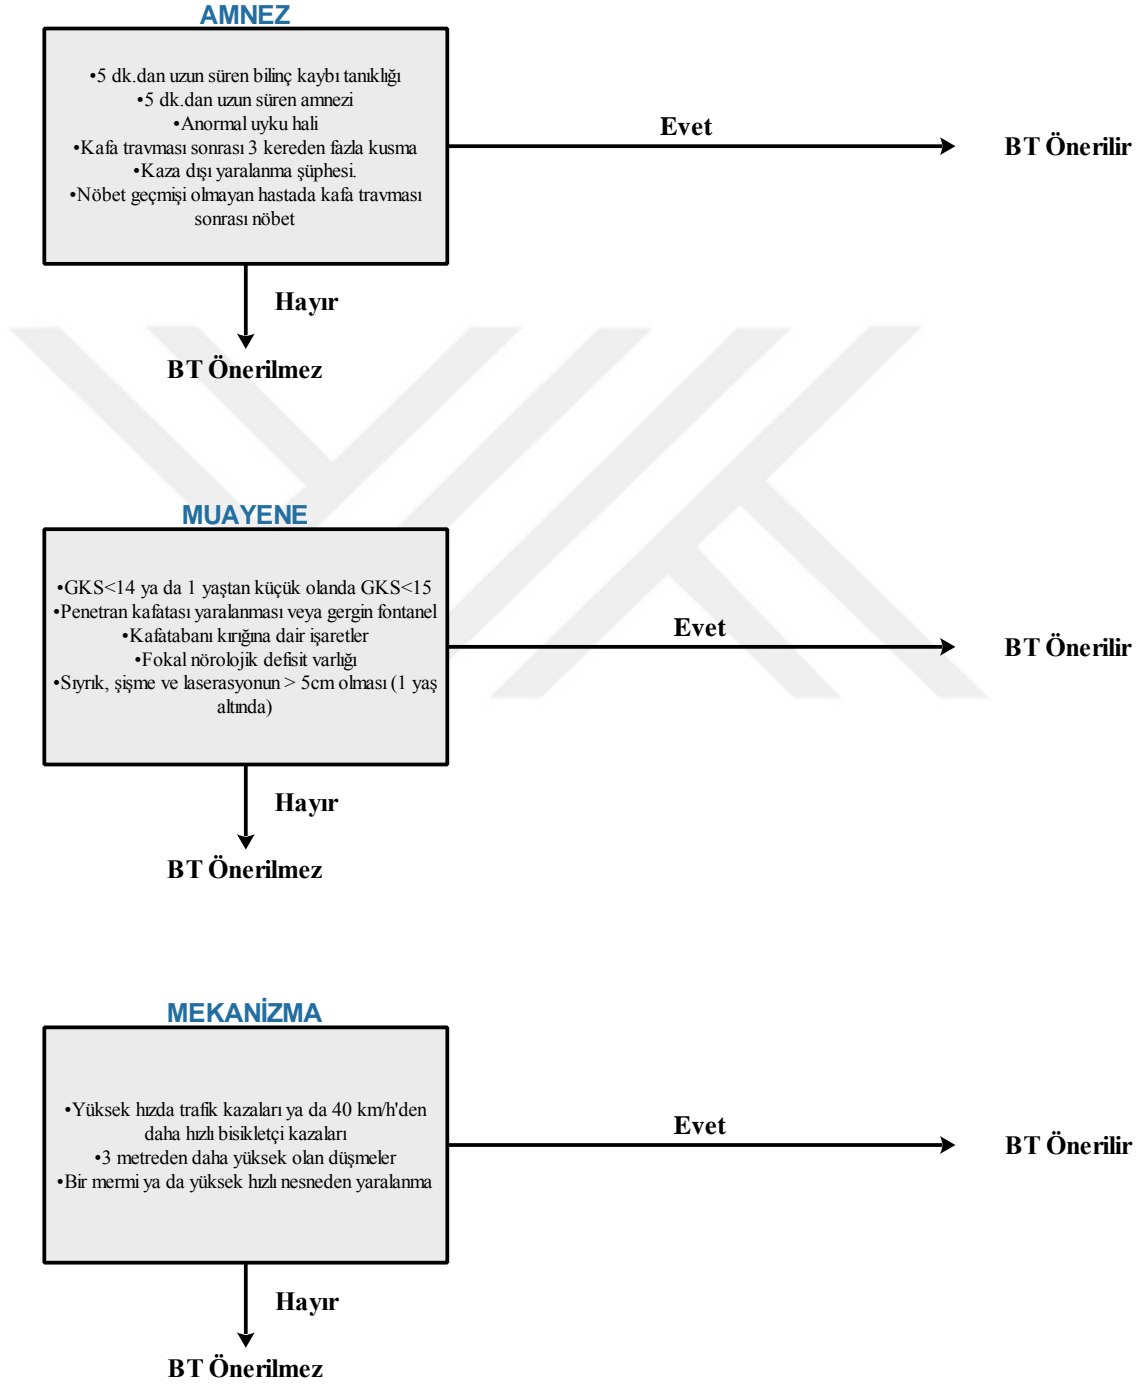 AMNEZ
•5 dk.dan uzun süren bilinç kaybı tanıklığı
•5 dk.dan uzun süren amnezi
•Anormal uyku hali
•Kafa travması sonrası 3 kereden fazla kusma
•Kaza dışı yaralanma şüphesi.
•Nöbet geçmişi olmayan hastada kafa travması
sonrası nöbet
Evet
BT Önerilir
Hayır
BT Önerilmez
MUAYENE
•GKS<14 ya da 1 yaştan küçük olanda GKS<15
•Penetran kafatası yaralanması veya gergin fontanel
•Kafatabanı kırığına dair işaretler
•Fokal nörolojik defisit varlığı
•Sıyrık, şişme ve laserasyonun > 5cm olması (1 yaş
altında)
Evet
BT Önerilir
Hayır
BT Önerilmez
MEKANİZMA
•Yüksek hızda trafik kazaları ya da 40 km/h'den
daha hızlı bisikletçi kazaları
•3 metreden daha yüksek olan düşmeler
•Bir mermi ya da yüksek hızlı nesneden yaralanma
Evet
BT Önerilir
Hayır
BT Önerilmez